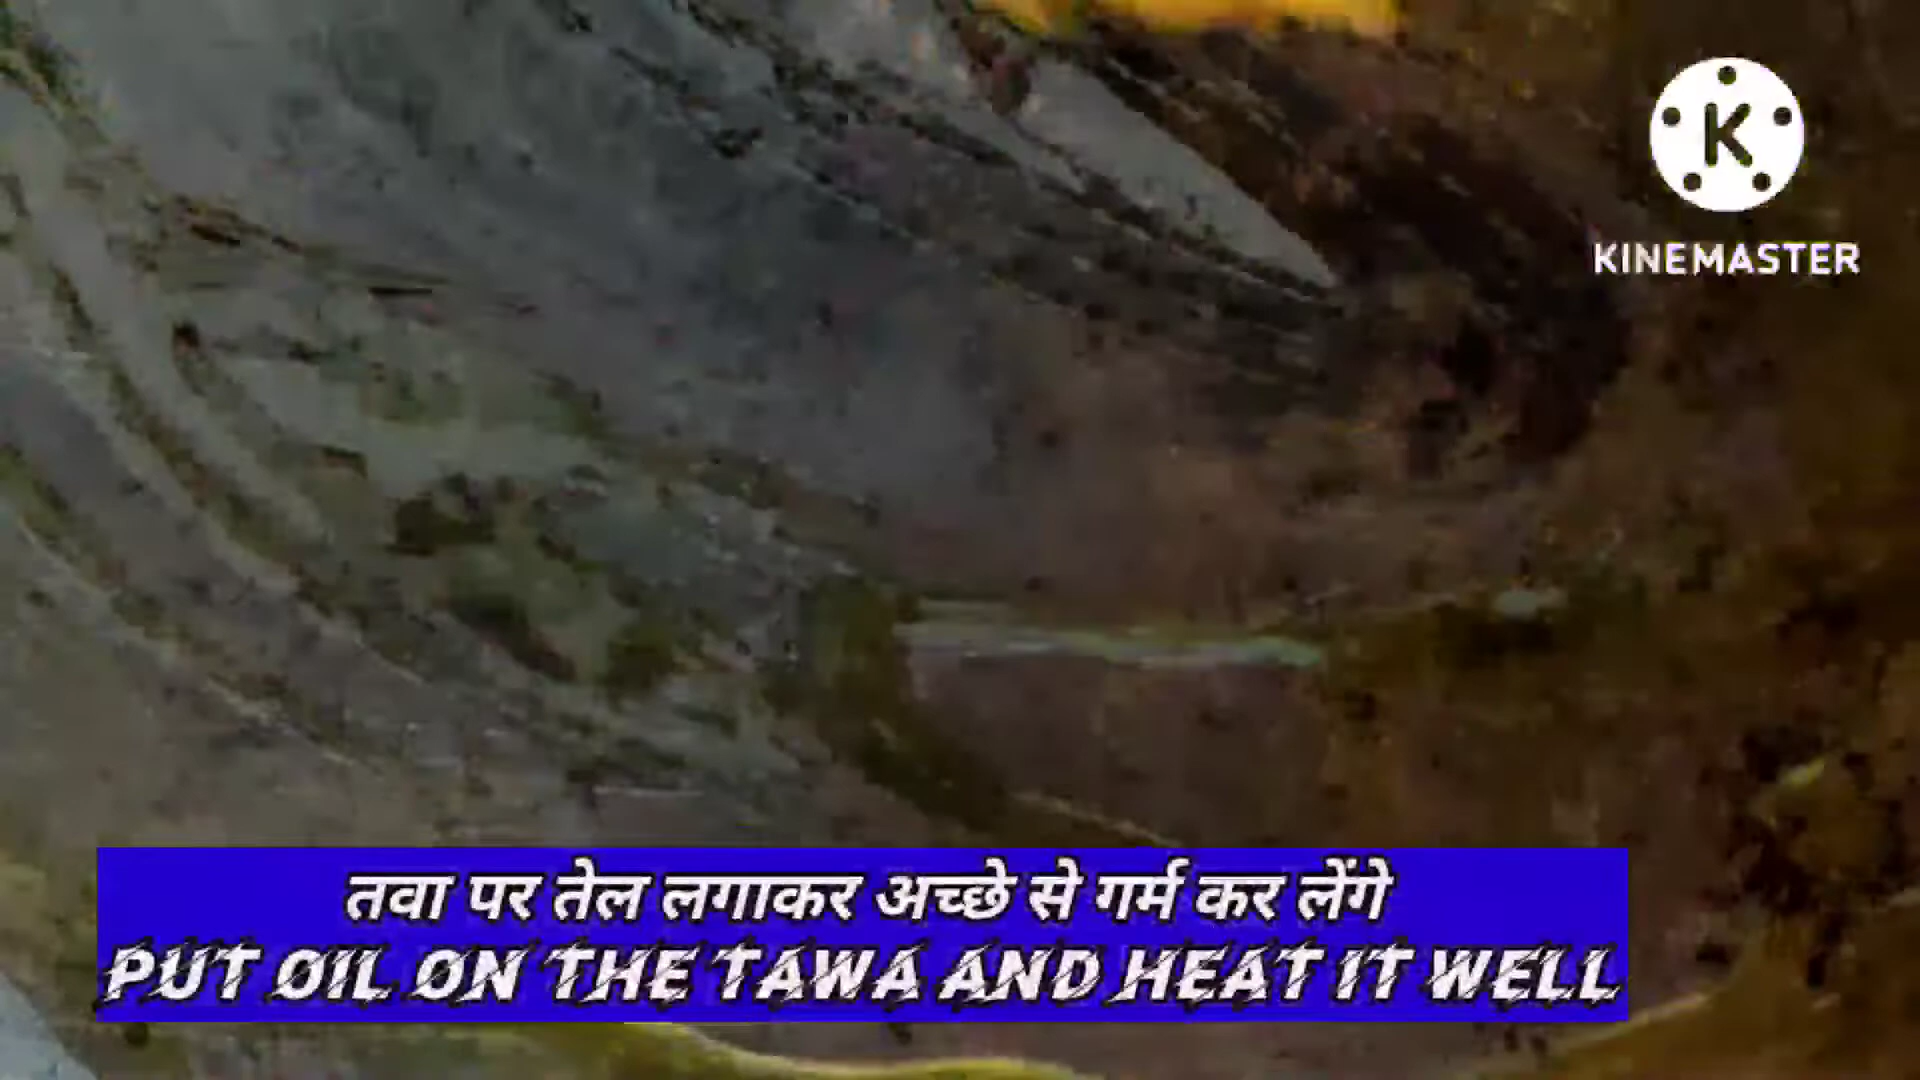 K
KINEMASTER
तवा पर तेल लगाकर अच्छे से गर्म कर लेंगे
PUT OIL ON THE TAWA AND HEAT IT WELL